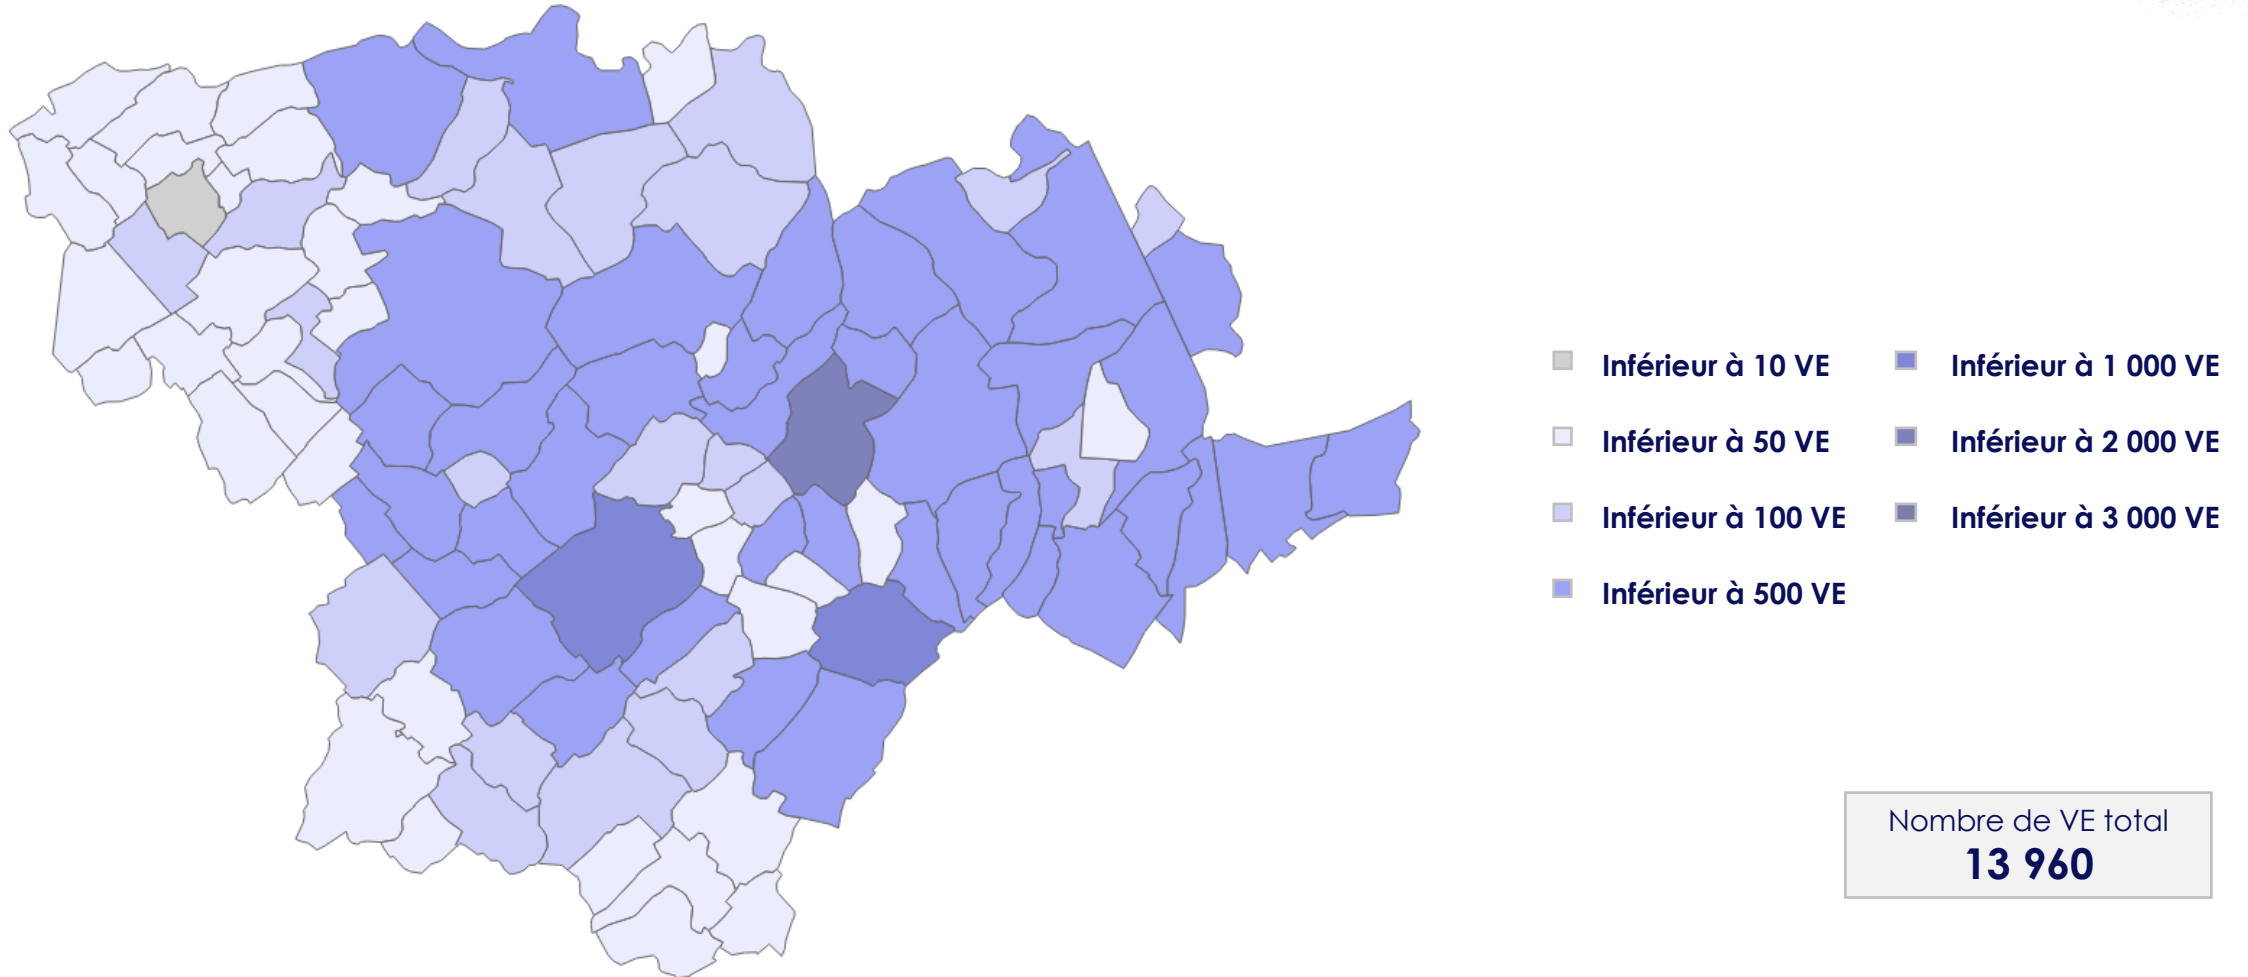 Inférieur à 10 VE
Inférieur à 1 000 VE
Inférieur à 50 VE
Inférieur à 2 000 VE
Inférieur à 100 VE
Inférieur à 3 000 VE
Inférieur à 500 VE
Nombre de VE total
13 960